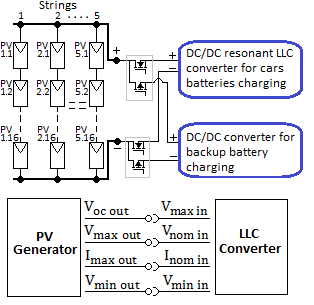 Strings
1 2 ..... 5
PV 1.1 PV 2.1 PV 5.1
+
DC/DC resonant LLC
converter for cars
batteries charging
+
-
PV 1.2 PV 2.2 PV 5.2
DC/DC converter for
backup battery
charging
+
-
PV 1.16 PV 2.16 PV 5.16
-
PV
Generator
Voc out Vmax in
Vmax out Vnom in
Imax out Inom in
Vmin out Vmin in
LLC
Converter